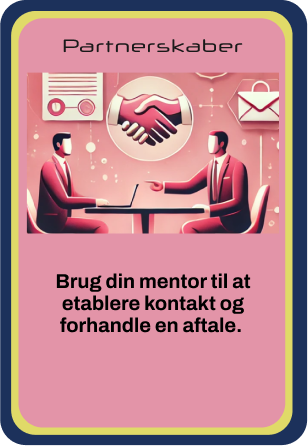 Partnerskaber
Brug din mentor til at
etablere kontakt og
forhandle en aftale.